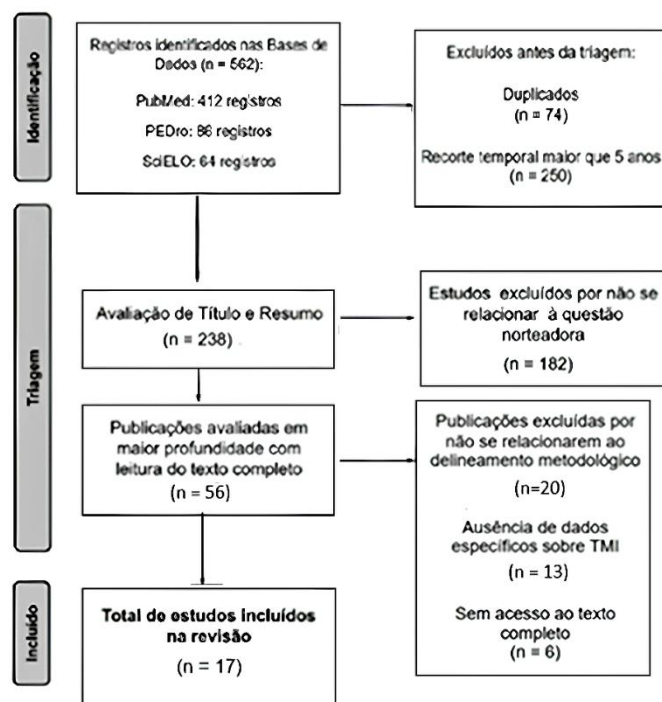 Identificação
Registros identificados nas Bases de
Dados (n = 562):
PubMed: 412 registros
PEDro: 86 registros
SciELO: 64 registros
Excluídos antes da triagem:
Duplicados
(n = 74)
Recorte temporal maior que 5 anos
(n = 250)
Triagem
Avaliação de Título e Resumo
(n = 238)
Estudos excluídos por não se
relacionar à questão
norteadora
(n = 182)
Publicações avaliadas em
maior profundidade com
leitura do texto completo
(n = 56)
Publicações excluídas por
não se relacionarem ao
delineamento metodológico
(n=20)
Ausência de dados
específicos sobre TMI
(n = 13)
Sem acesso ao texto
completo
(n = 6)
Incluído
Total de estudos incluídos
na revisão
(n = 17)